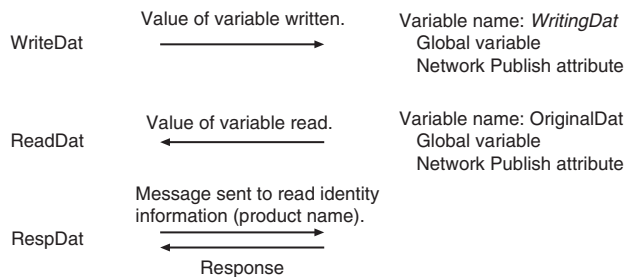 Value of variable written.
WriteDat
Variable name: WritingDat
Global variable
Network Publish attribute
Value of variable read.
ReadDat
Variable name: OriginalDat
Global variable
Network Publish attribute
Message sent to read identity
information (product name).
RespDat
Response